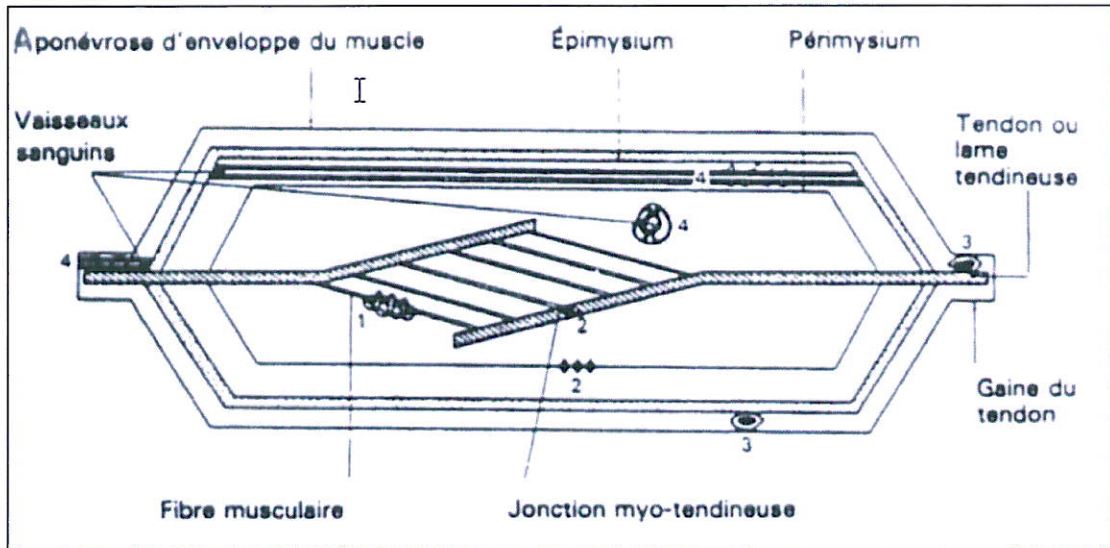 Aponévrose d'enveloppe du muscle
Épimysium
Périmysium
Vaisseaux
sanguins
Tendon ou
lame
tendineuse
4
4
4
3
1
2
2
3
Gaine du
tendon
Fibre musculaire
Jonction myo-tendineuse